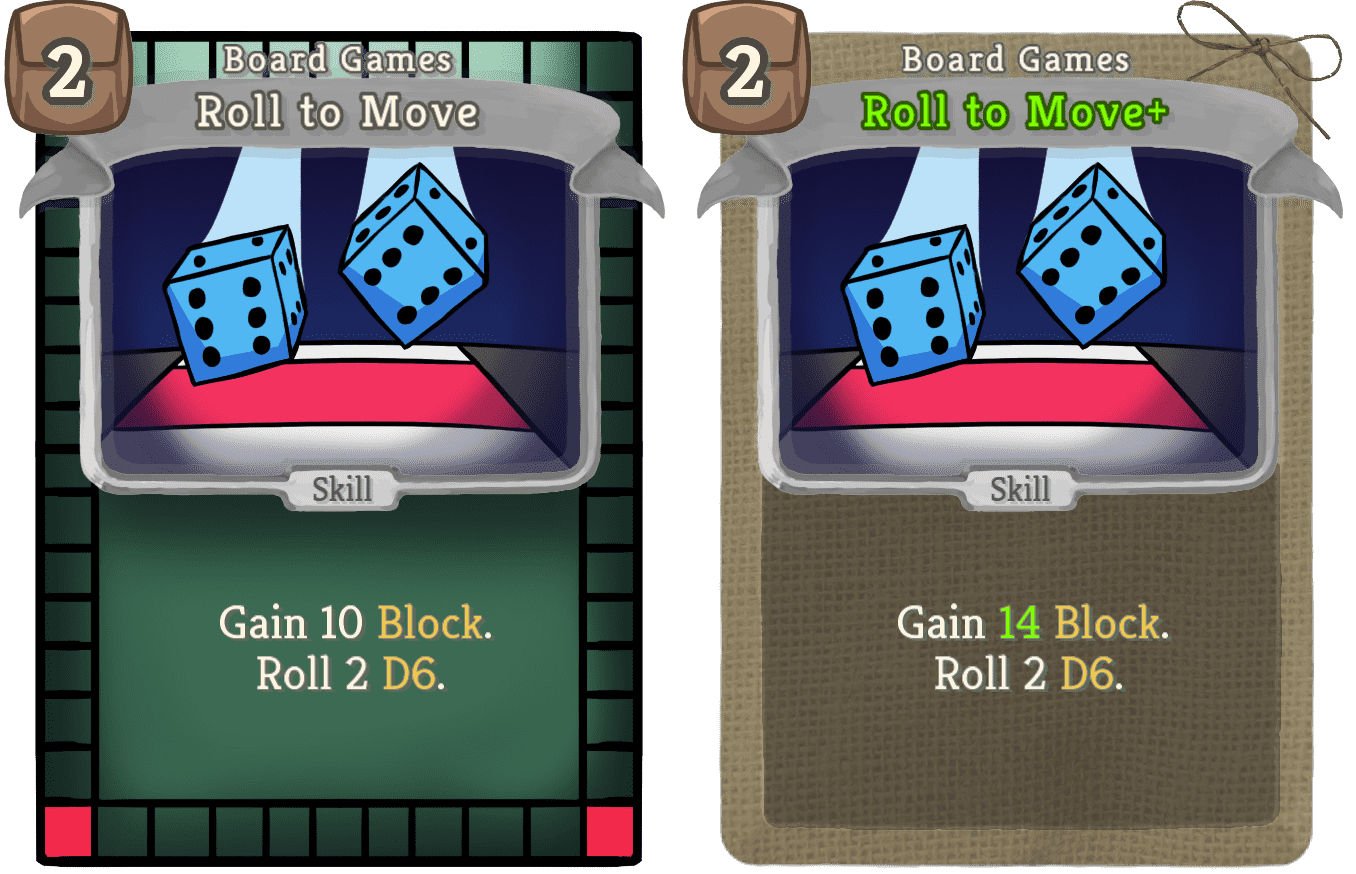 2
Board Games
Roll to Move
Skill
Gain 10 Block.
Roll 2 D6.
2
Board Games
Roll to Move+
Skill
Gain 14 Block.
Roll 2 D6.